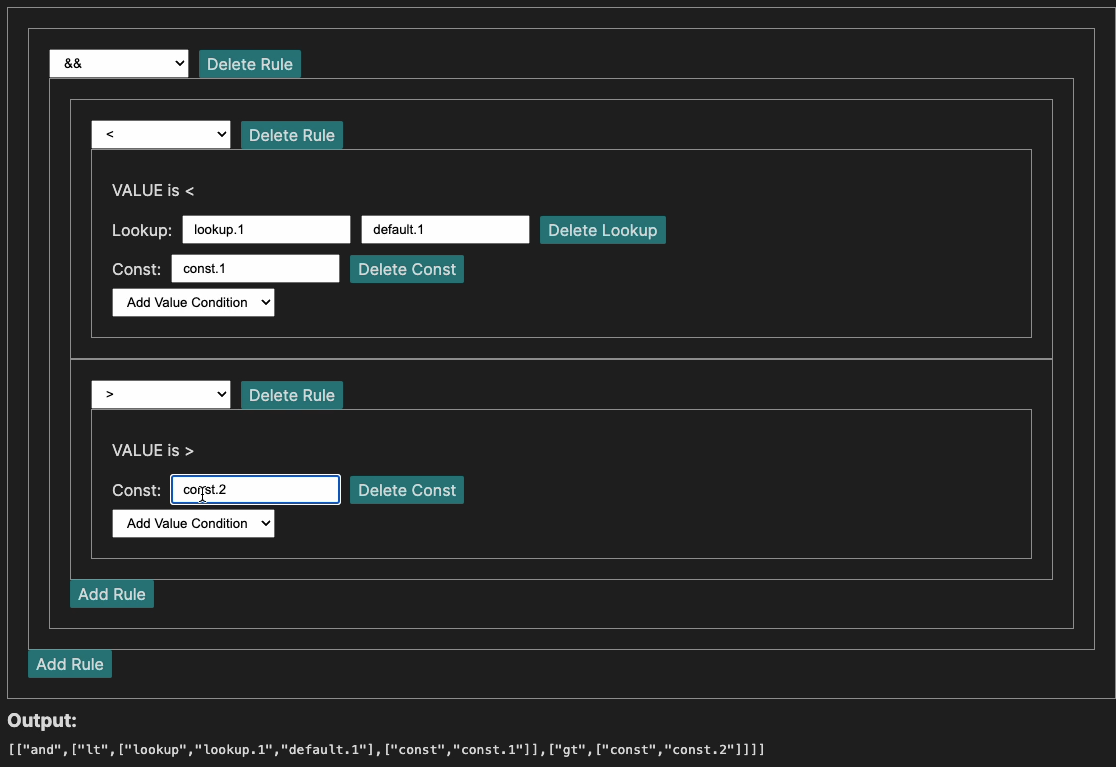 && Delete Rule
< Delete Rule
VALUE is <
Lookup: lookup.1 default.1 Delete Lookup
Const: const.1 Delete Const
Add Value Condition
> Delete Rule
VALUE is >
Const: const.2 Delete Const
Add Value Condition
Add Rule
Add Rule
Output:
[["and",["lt",["lookup","lookup.1","default.1"],["const","const.1"]],["gt",["const","const.2"]]]]